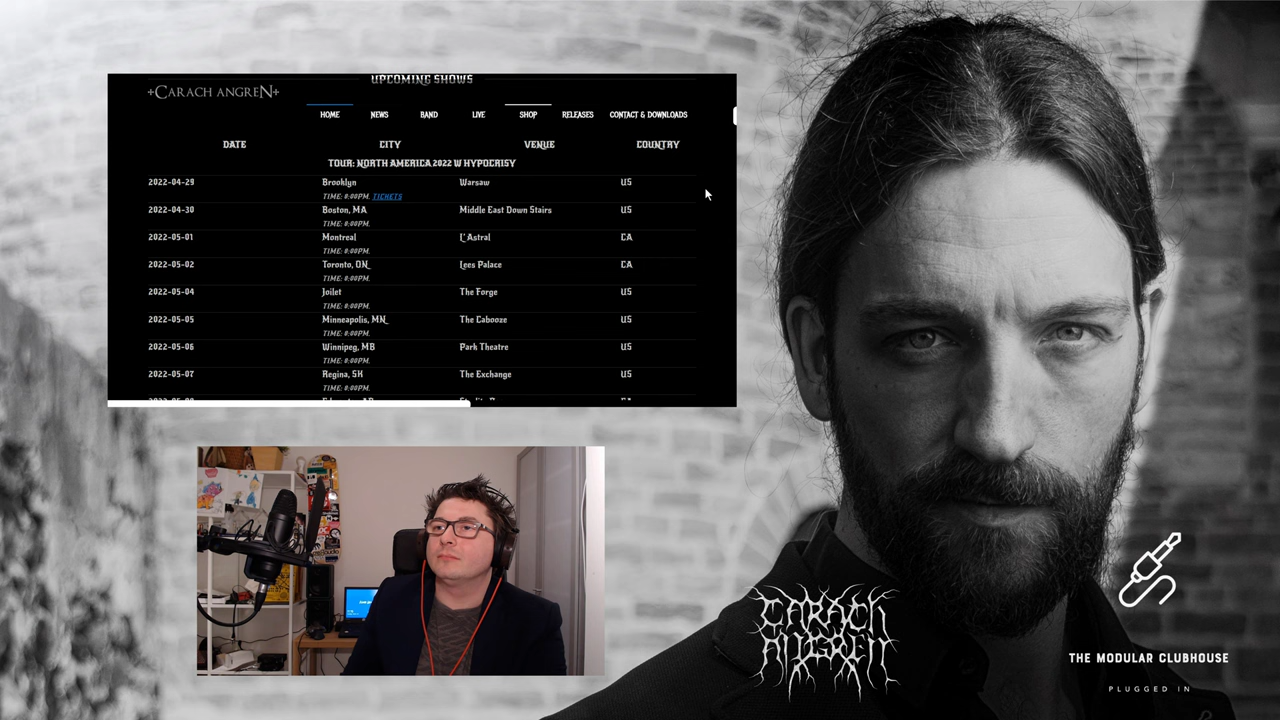 UPCOMING SHOWS
CARACH ANGREN
HOME NEWS BAND LIVE SHOP RELEASES CONTACT & DOWNLOADS
DATE CITY VENUE COUNTRY
TOUR: NORTH AMERICA 2022 W HYPOCRISY
2022-04-29 Brooklyn Warsaw US
TIME: 8:00PM. TICKETS
2022-04-30 Boston, MA Middle East Down Stairs US
TIME: 8:00PM.
2022-05-01 Montreal L'Astral CA
TIME: 8:00PM.
2022-05-02 Toronto, ON Lees Palace CA
TIME: 8:00PM.
2022-05-04 Joilet The Forge US
TIME: 8:00PM.
2022-05-05 Minneapolis, MN The Cabooze US
TIME: 8:00PM.
2022-05-06 Winnipeg, MB Park Theatre US
TIME: 8:00PM.
2022-05-07 Regina, SK The Exchange US
TIME: 8:00PM.
CARACH
ANGREN
THE MODULAR CLUBHOUSE
PLUGGED IN